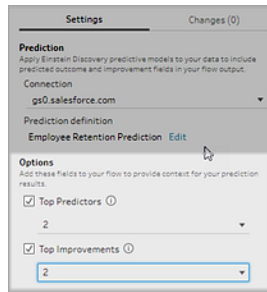 Settings
Changes (0)
Prediction
Apply Einstein Discovery predictive models to your data to include
predicted outcome and improvement fields in your flow output.
Connection
gs0.salesforce.com
Prediction definition
Employee Retention Prediction Edit
Options
Add these fields to your flow to provide context for your prediction
results.
Top Predictors
2
Top Improvements
2